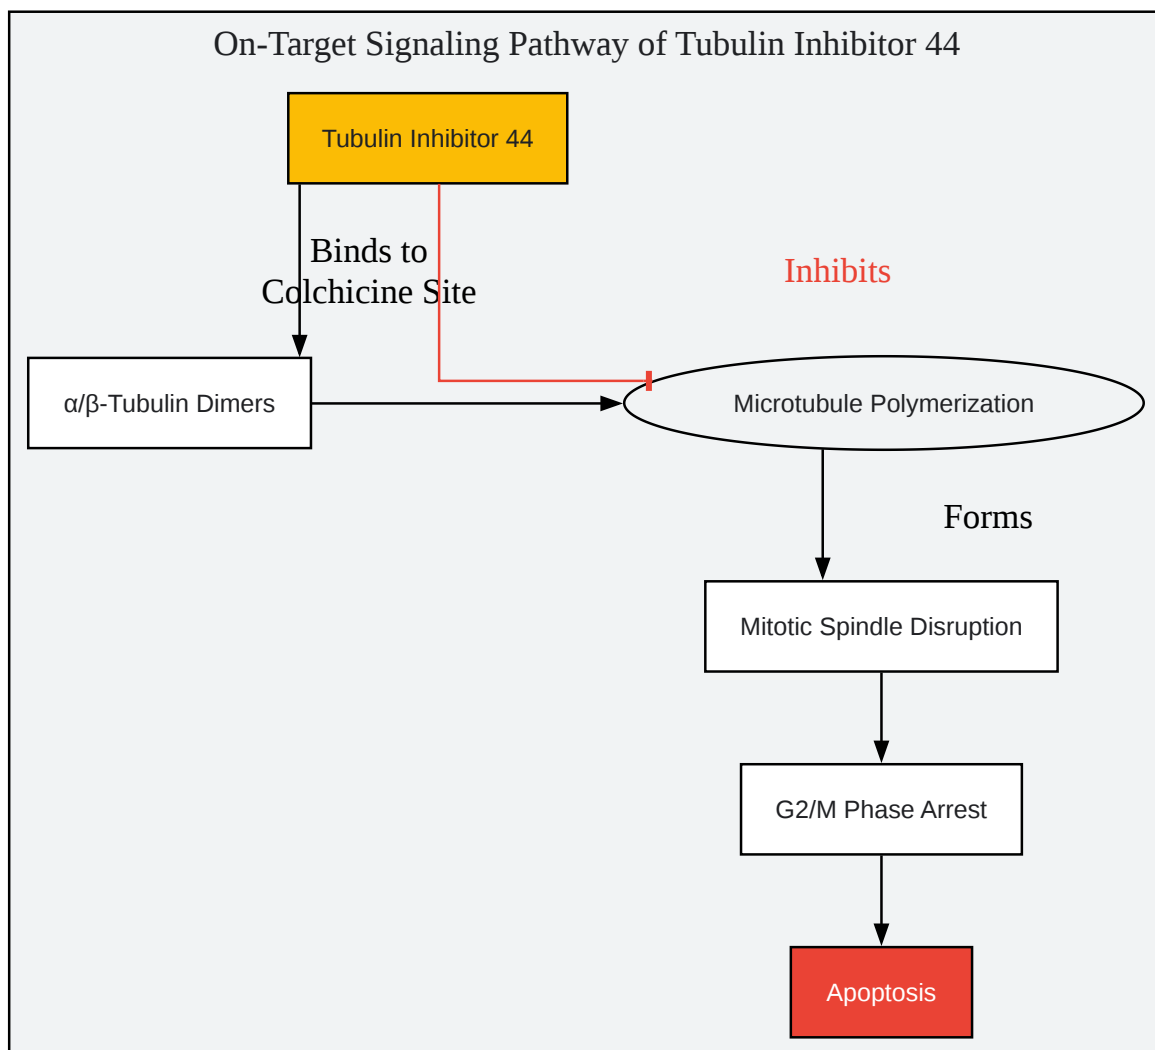 On-Target Signaling Pathway of Tubulin Inhibitor 44
Tubulin Inhibitor 44
Binds to
Colchicine Site
Inhibits
α/β-Tubulin Dimers
Microtubule Polymerization
Forms
Mitotic Spindle Disruption
G2/M Phase Arrest
Apoptosis